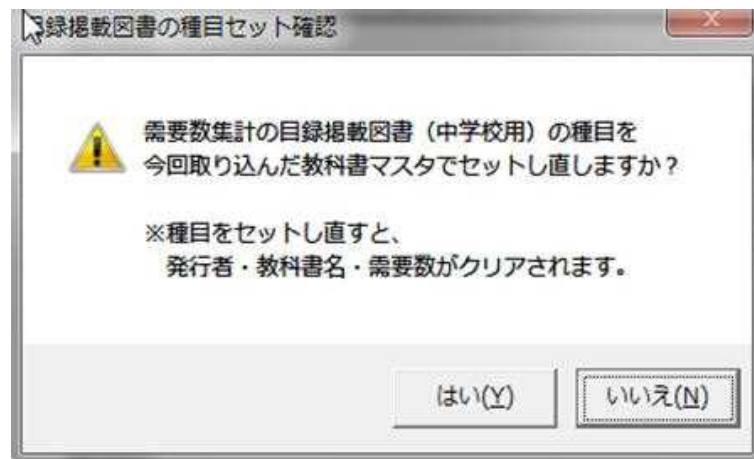 録掲載図書の種目セット確認
需要数集計の目録掲載図書（中学校用）の種目を
今回取り込んだ教科書マスタでセットし直しますか？
※種目をセットし直すと、
発行者・教科書名・需要数がクリアされます。
はい(Y)
いいえ(N)